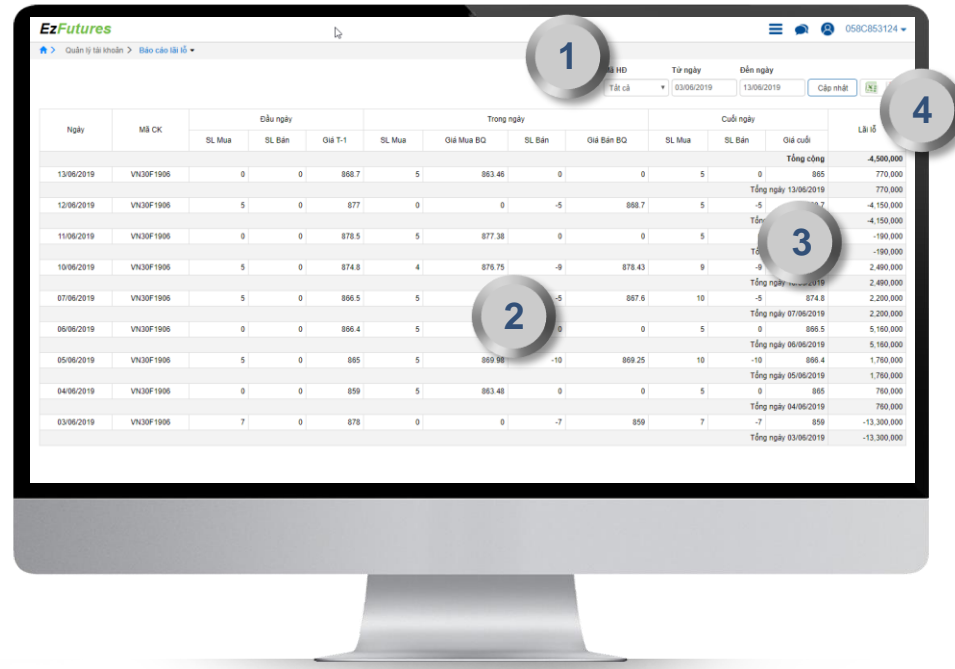 EzFutures
058C853124
Quản lý tài khoản > Báo cáo lãi lỗ
1
Mã HĐ Từ ngày Đến ngày
Tất cả 03/06/2019 13/06/2019 Cập nhật
4
Ngày Mã CK Đầu ngày Trong ngày Cuối ngày Lãi lỗ
SL Mua SL Bán Giá T-1 SL Mua Giá Mua BQ SL Bán Giá Bán BQ SL Mua SL Bán Giá cuối
Tổng cộng -4,500,000
13/06/2019 VN30F1906 0 0 868.7 5 863.46 0 0 5 0 865 770,000
Tổng ngày 13/06/2019 770,000
12/06/2019 VN30F1906 5 0 877 0 0 -5 868.7 5 -5 -4,150,000
-4,150,000
11/06/2019 VN30F1906 0 0 878.5 5 877.38 0 0 5 -190,000
3
-190,000
10/06/2019 VN30F1906 5 0 874.8 4 876.75 -9 878.43 9 -9 2,490,000
Tổng ngày 2,490,000
07/06/2019 VN30F1906 5 0 866.5 5 -5 867.6 10 -5 874.8 2,200,000
2
Tổng ngày 07/06/2019 2,200,000
06/06/2019 VN30F1906 0 0 866.4 5 0 0 5 0 866.5 5,160,000
Tổng ngày 06/06/2019 5,160,000
05/06/2019 VN30F1906 5 0 865 5 869.98 -10 869.25 10 -10 866.4 1,760,000
Tổng ngày 05/06/2019 1,760,000
04/06/2019 VN30F1906 0 0 859 5 863.48 0 0 5 0 865 760,000
Tổng ngày 04/06/2019 760,000
03/06/2019 VN30F1906 7 0 878 0 0 -7 859 7 -7 859 -13,300,000
Tổng ngày 03/06/2019 -13,300,000